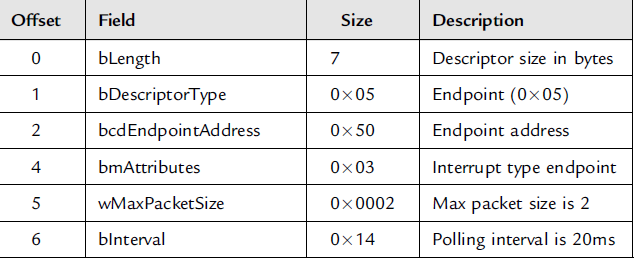 Offset Field Size Description
0 bLength 7 Descriptor size in bytes
1 bDescriptorType 0×05 Endpoint (0×05)
2 bcdEndpointAddress 0×50 Endpoint address
4 bmAttributes 0×03 Interrupt type endpoint
5 wMaxPacketSize 0×0002 Max packet size is 2
6 bInterval 0×14 Polling interval is 20ms